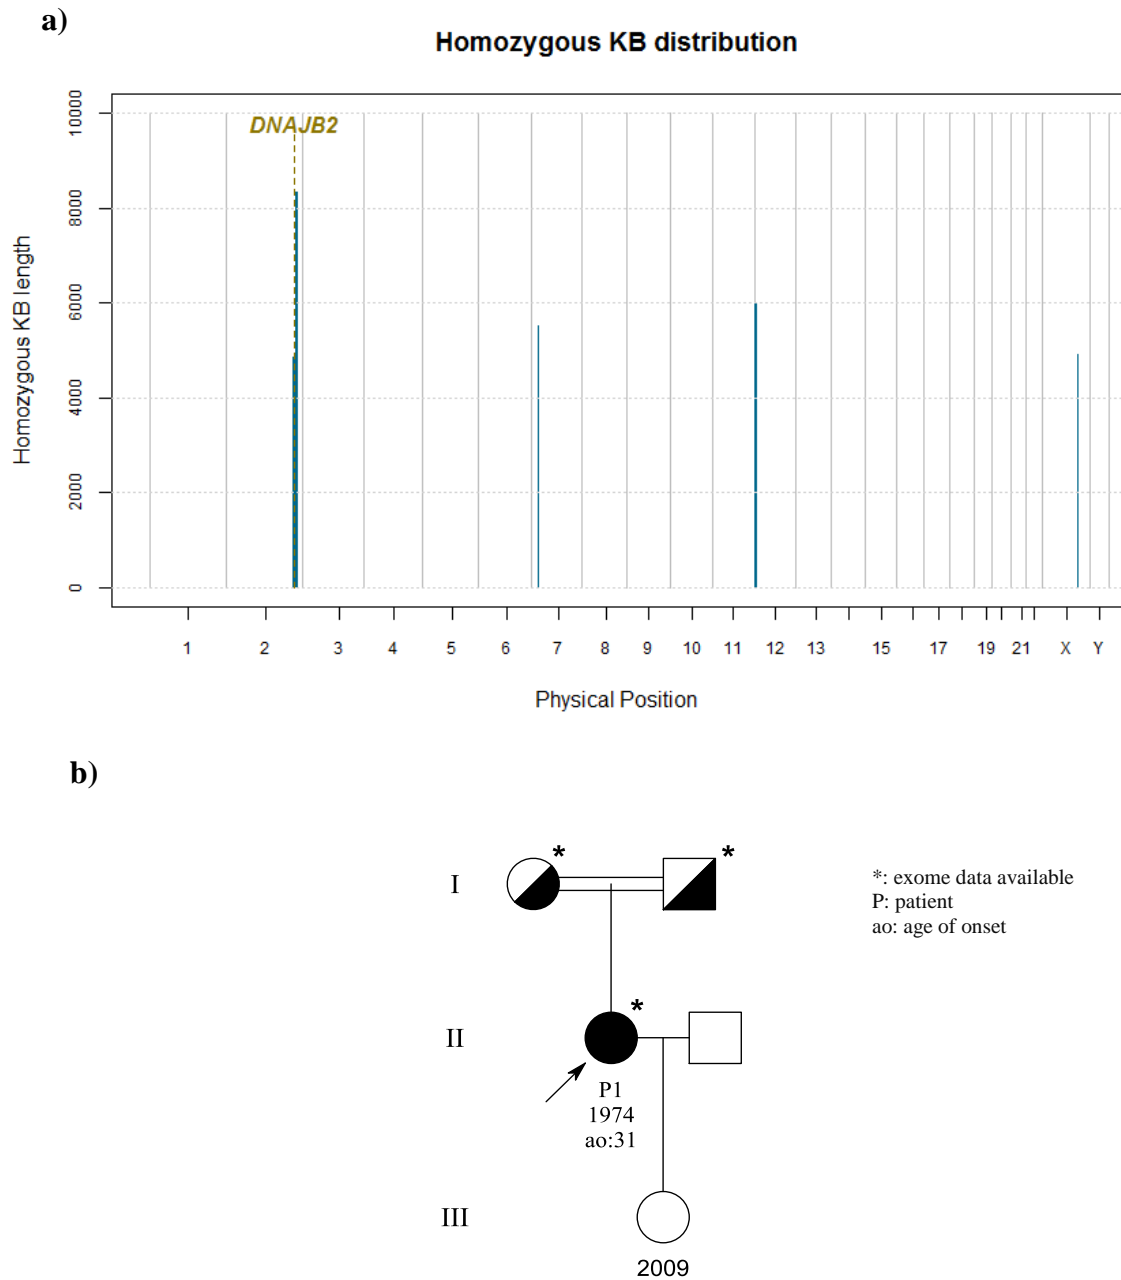 a)
Homozygous KB distribution
DNAJB2
10000
8000
6000
4000
2000
0
Homozygous KB length
1 2 3 4 5 6 7 8 9 10 11 12 13 15 17 19 21 X Y
Physical Position
b)
* *
I
*: exome data available
P: patient
ao: age of onset
*
II
P1
1974
ao:31
III
2009